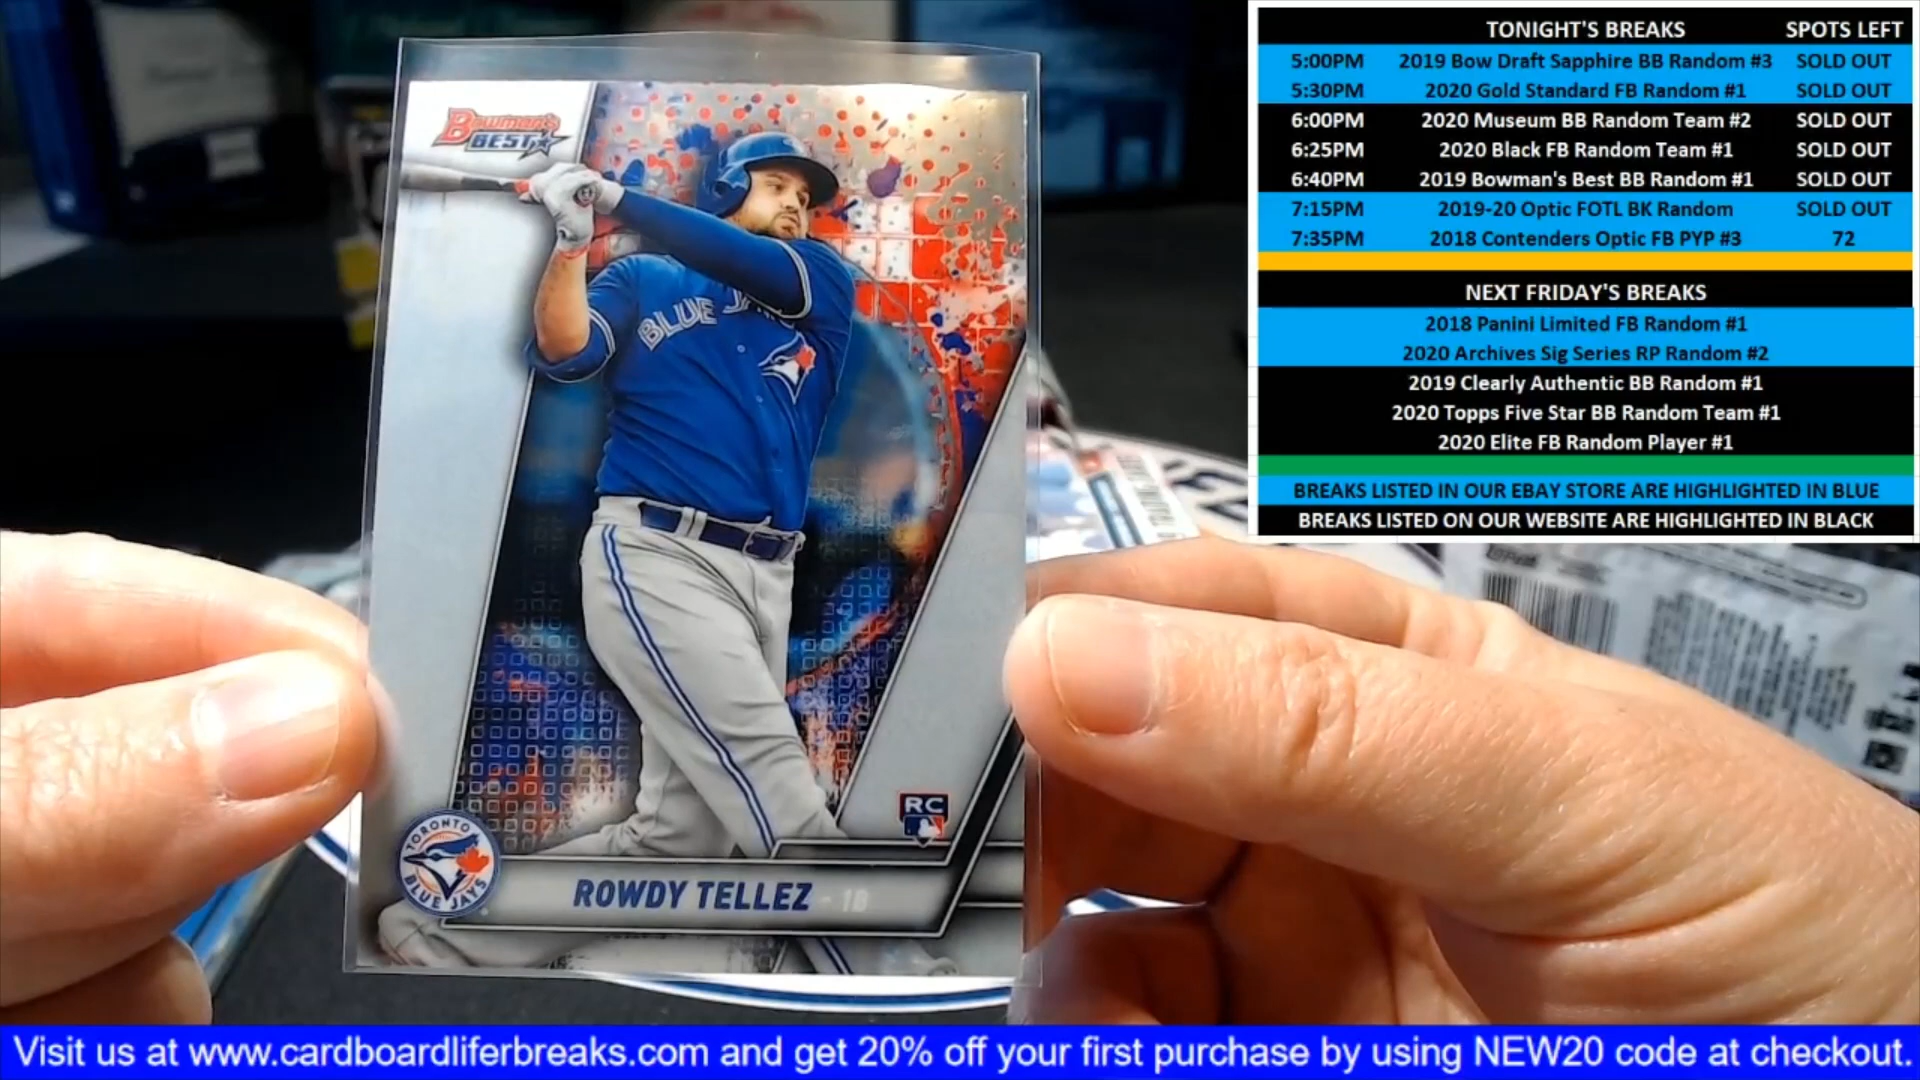 Bowman's
BEST
BLUE JAYS
RC
TORONTO
BLUE JAYS
ROWDY TELLEZ - 1B
TONIGHT'S BREAKS SPOTS LEFT
5:00PM 2019 Bow Draft Sapphire BB Random #3 SOLD OUT
5:30PM 2020 Gold Standard FB Random #1 SOLD OUT
6:00PM 2020 Museum BB Random Team #2 SOLD OUT
6:25PM 2020 Black FB Random Team #1 SOLD OUT
6:40PM 2019 Bowman's Best BB Random #1 SOLD OUT
7:15PM 2019-20 Optic FOTL BK Random SOLD OUT
7:35PM 2018 Contenders Optic FB PYP #3 72
NEXT FRIDAY'S BREAKS
2018 Panini Limited FB Random #1
2020 Archives Sig Series RP Random #2
2019 Clearly Authentic BB Random #1
2020 Topps Five Star BB Random Team #1
2020 Elite FB Random Player #1
BREAKS LISTED IN OUR EBAY STORE ARE HIGHLIGHTED IN BLUE
BREAKS LISTED ON OUR WEBSITE ARE HIGHLIGHTED IN BLACK
Visit us at www.cardboardliferbreaks.com and get 20% off your first purchase by using NEW20 code at checkout.